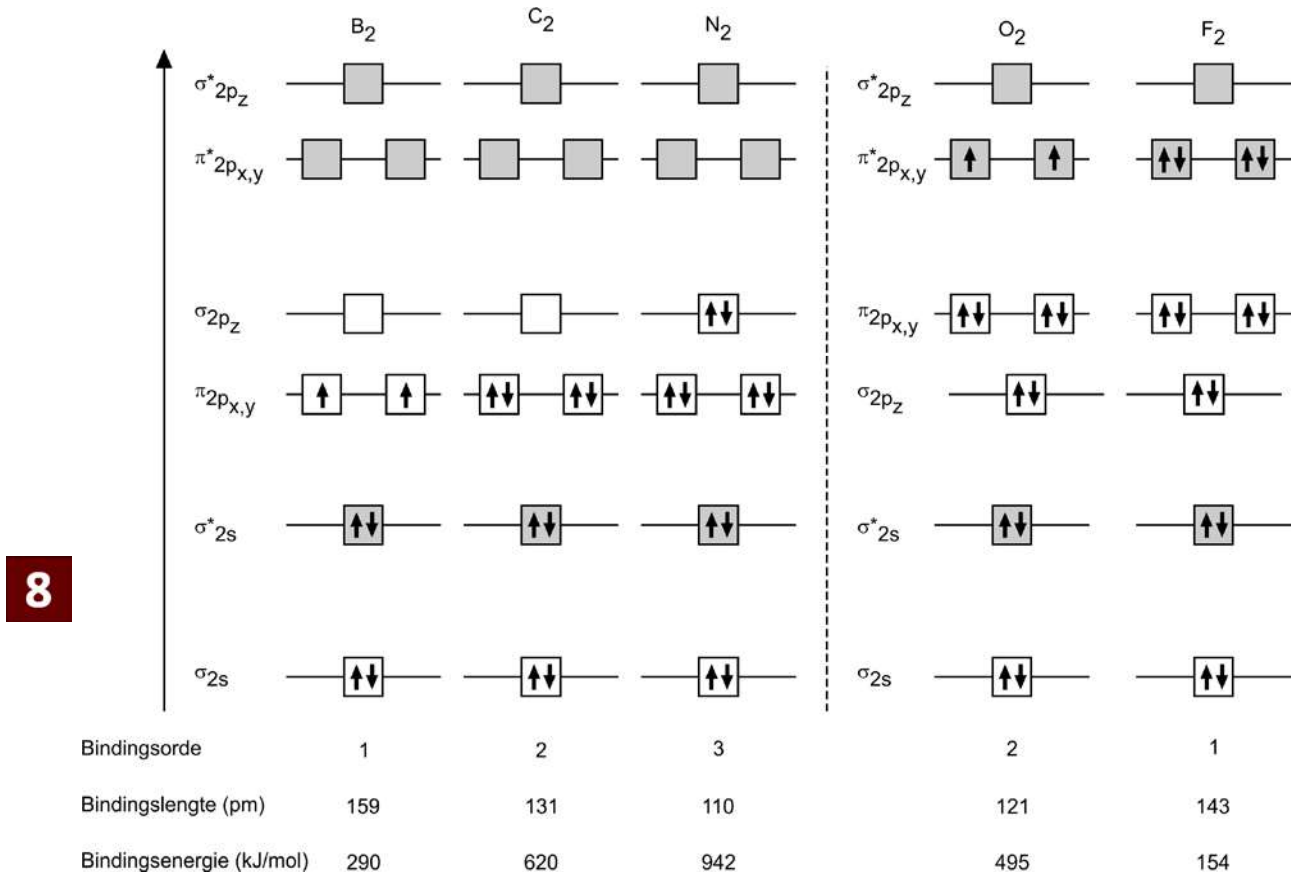 B2 C2 N2 O2 F2
σ*2pz σ*2pz
π*2px,y π*2px,y
σ2pz π2px,y
π2px,y σ2pz
σ*2s σ*2s
8
σ2s σ2s
Bindingsorde 1 2 3 2 1
Bindingslengte (pm) 159 131 110 121 143
Bindingsenergie (kJ/mol) 290 620 942 495 154